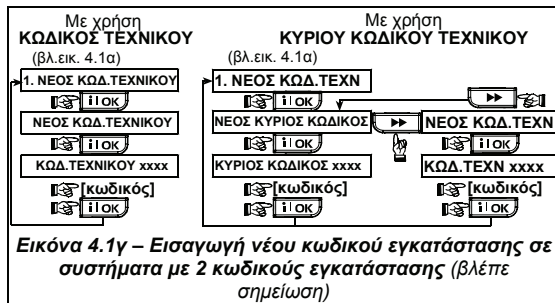 Με χρήση
ΚΩΔΙΚΟΣ ΤΕΧΝΙΚΟΥ
(βλ.εικ. 4.1α)
1. ΝΕΟΣ ΚΩΔ.ΤΕΧΝΙΚΟΥ
i OK
ΝΕΟΣ ΚΩΔ.ΤΕΧΝΙΚΟΥ
i OK
ΚΩΔ.ΤΕΧΝΙΚΟΥ xxxx
[κωδικός]
i OK
Με χρήση
ΚΥΡΙΟΥ ΚΩΔΙΚΟΥ ΤΕΧΝΙΚΟΥ
(βλ.εικ. 4.1α)
1. ΝΕΟΣ ΚΩΔ.ΤΕΧΝ
i OK
ΝΕΟΣ ΚΥΡΙΟΣ ΚΩΔΙΚΟΣ
i OK
ΚΥΡΙΟΣ ΚΩΔΙΚΟΣ xxxx
[κωδικός]
i OK
ΝΕΟΣ ΚΩΔ.ΤΕΧΝ
i OK
ΚΩΔ.ΤΕΧΝ xxxx
[κωδικός]
i OK
Εικόνα 4.1γ – Εισαγωγή νέου κωδικού εγκατάστασης σε
συστήματα με 2 κωδικούς εγκατάστασης (βλέπε
σημείωση)